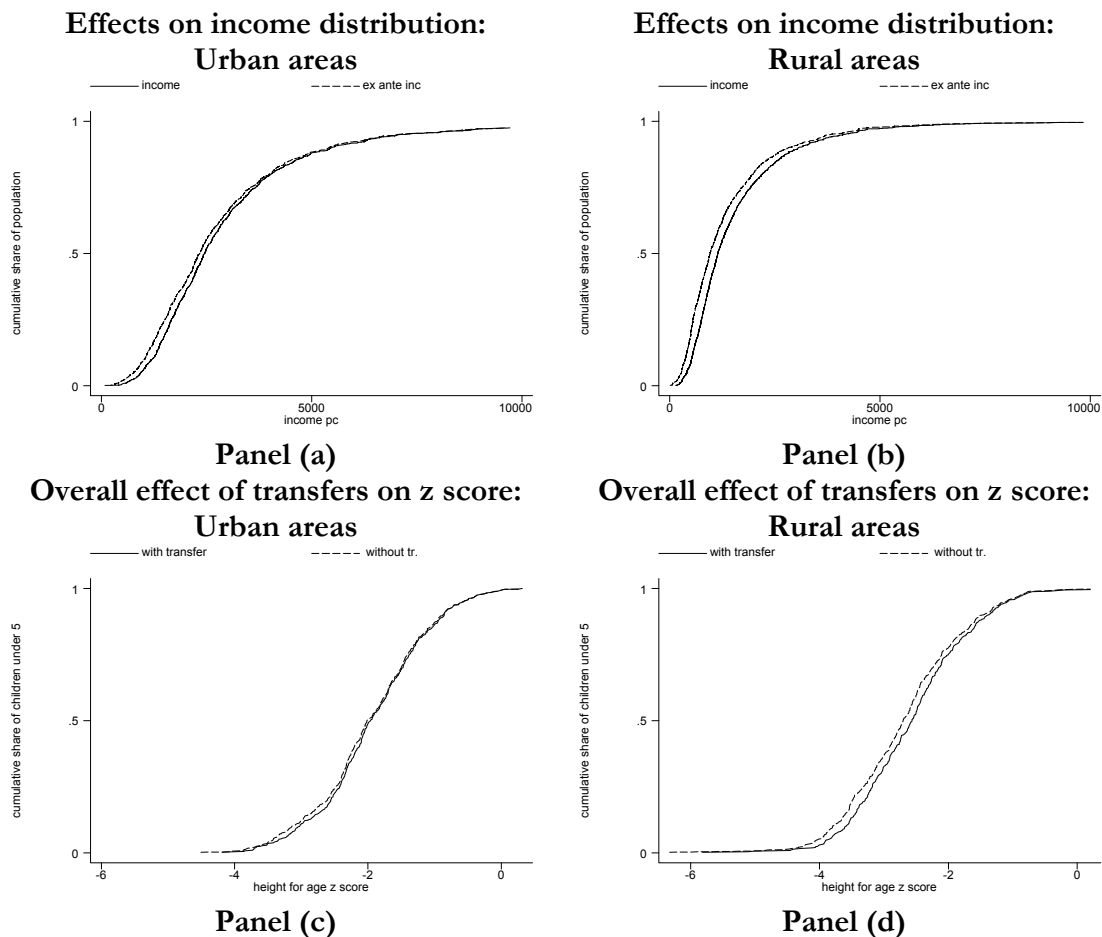 Effects on income distribution:
Urban areas
income
ex ante inc
1
.5
0
cumulative share of population
0
5000
10000
income pc
Panel (a)
Effects on income distribution:
Rural areas
income
ex ante inc
1
.5
0
cumulative share of population
0
5000
10000
income pc
Panel (b)
Overall effect of transfers on z score:
Urban areas
with transfer
without tr.
1
.5
0
cumulative share of children under 5
-6
-4
-2
0
height for age z score
Panel (c)
Overall effect of transfers on z score:
Rural areas
with transfer
without tr.
1
.5
0
cumulative share of children under 5
-6
-4
-2
0
height for age z score
Panel (d)